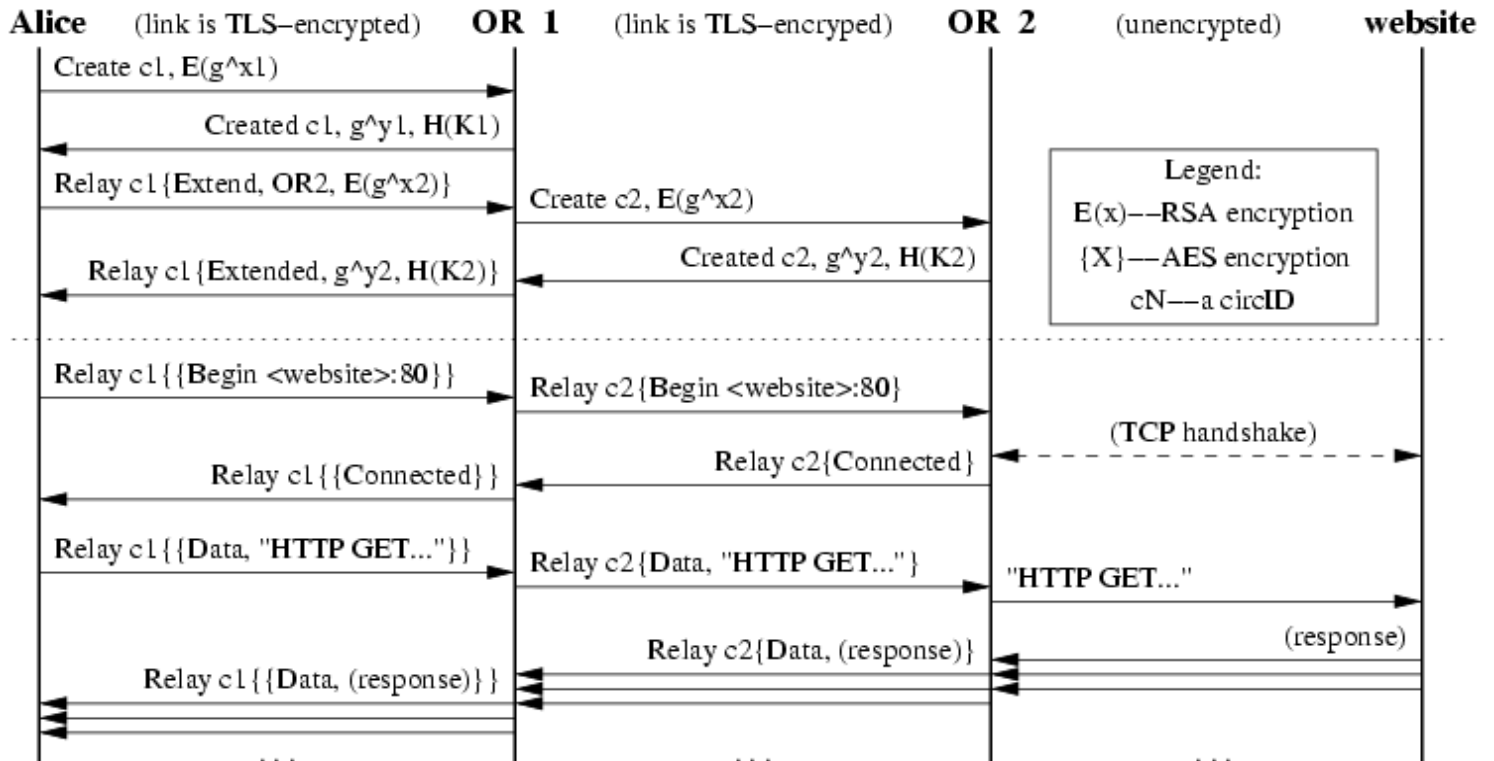 Alice (link is TLS–encrypted) OR 1 (link is TLS–encryped) OR 2 (unencrypted) website
Create c1, E(g^x1)
Created c1, g^y1, H(K1)
Relay c1{Extend, OR2, E(g^x2)}
Create c2, E(g^x2)
Created c2, g^y2, H(K2)
Relay c1{Extended, g^y2, H(K2)}
Legend:
E(x)––RSA encryption
{X}––AES encryption
cN––a circID
Relay c1{{Begin <website>:80}}
Relay c2{Begin <website>:80}
(TCP handshake)
Relay c2{Connected}
Relay c1{{Connected}}
Relay c1{{Data, "HTTP GET..."}}
Relay c2{Data, "HTTP GET..."}
"HTTP GET..."
(response)
Relay c2{Data, (response)}
Relay c1{{Data, (response)}}
. . . . . . . . .